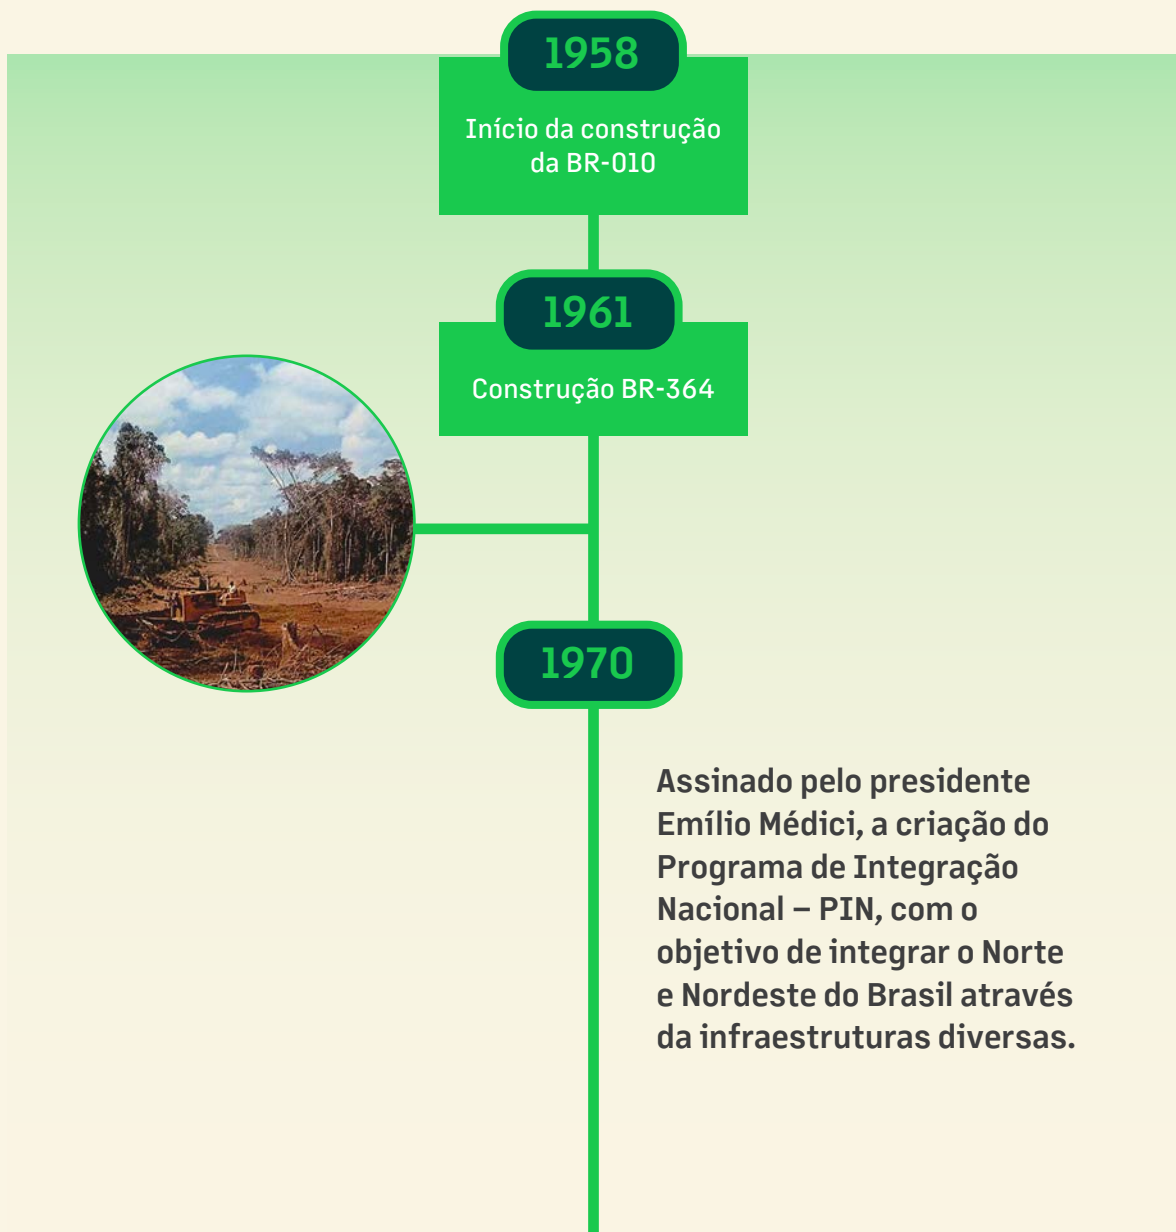 1958
Início da construção
da BR-010
1961
Construção BR-364
1970
Assinado pelo presidente
Emílio Médici, a criação do
Programa de Integração
Nacional – PIN, com o
objetivo de integrar o Norte
e Nordeste do Brasil através
da infraestruturas diversas.